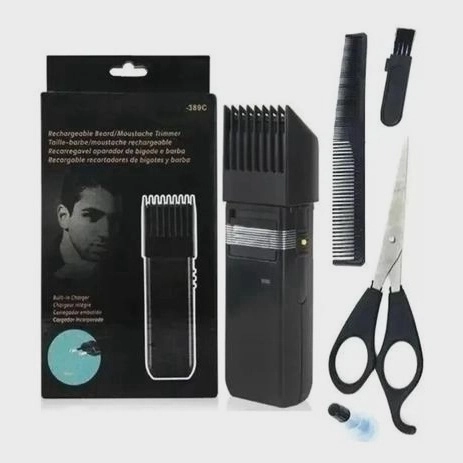 -389C
Rechargeable Beard/Moustache Trimmer
Taille-barbe/moustache rechargeable
Recarregavel aparador de bigode e barba
Recargable recortadores de bigotes y barba
Built-in Charger
Chargeur intégré
Carregador embutido
Cargador Incorporado